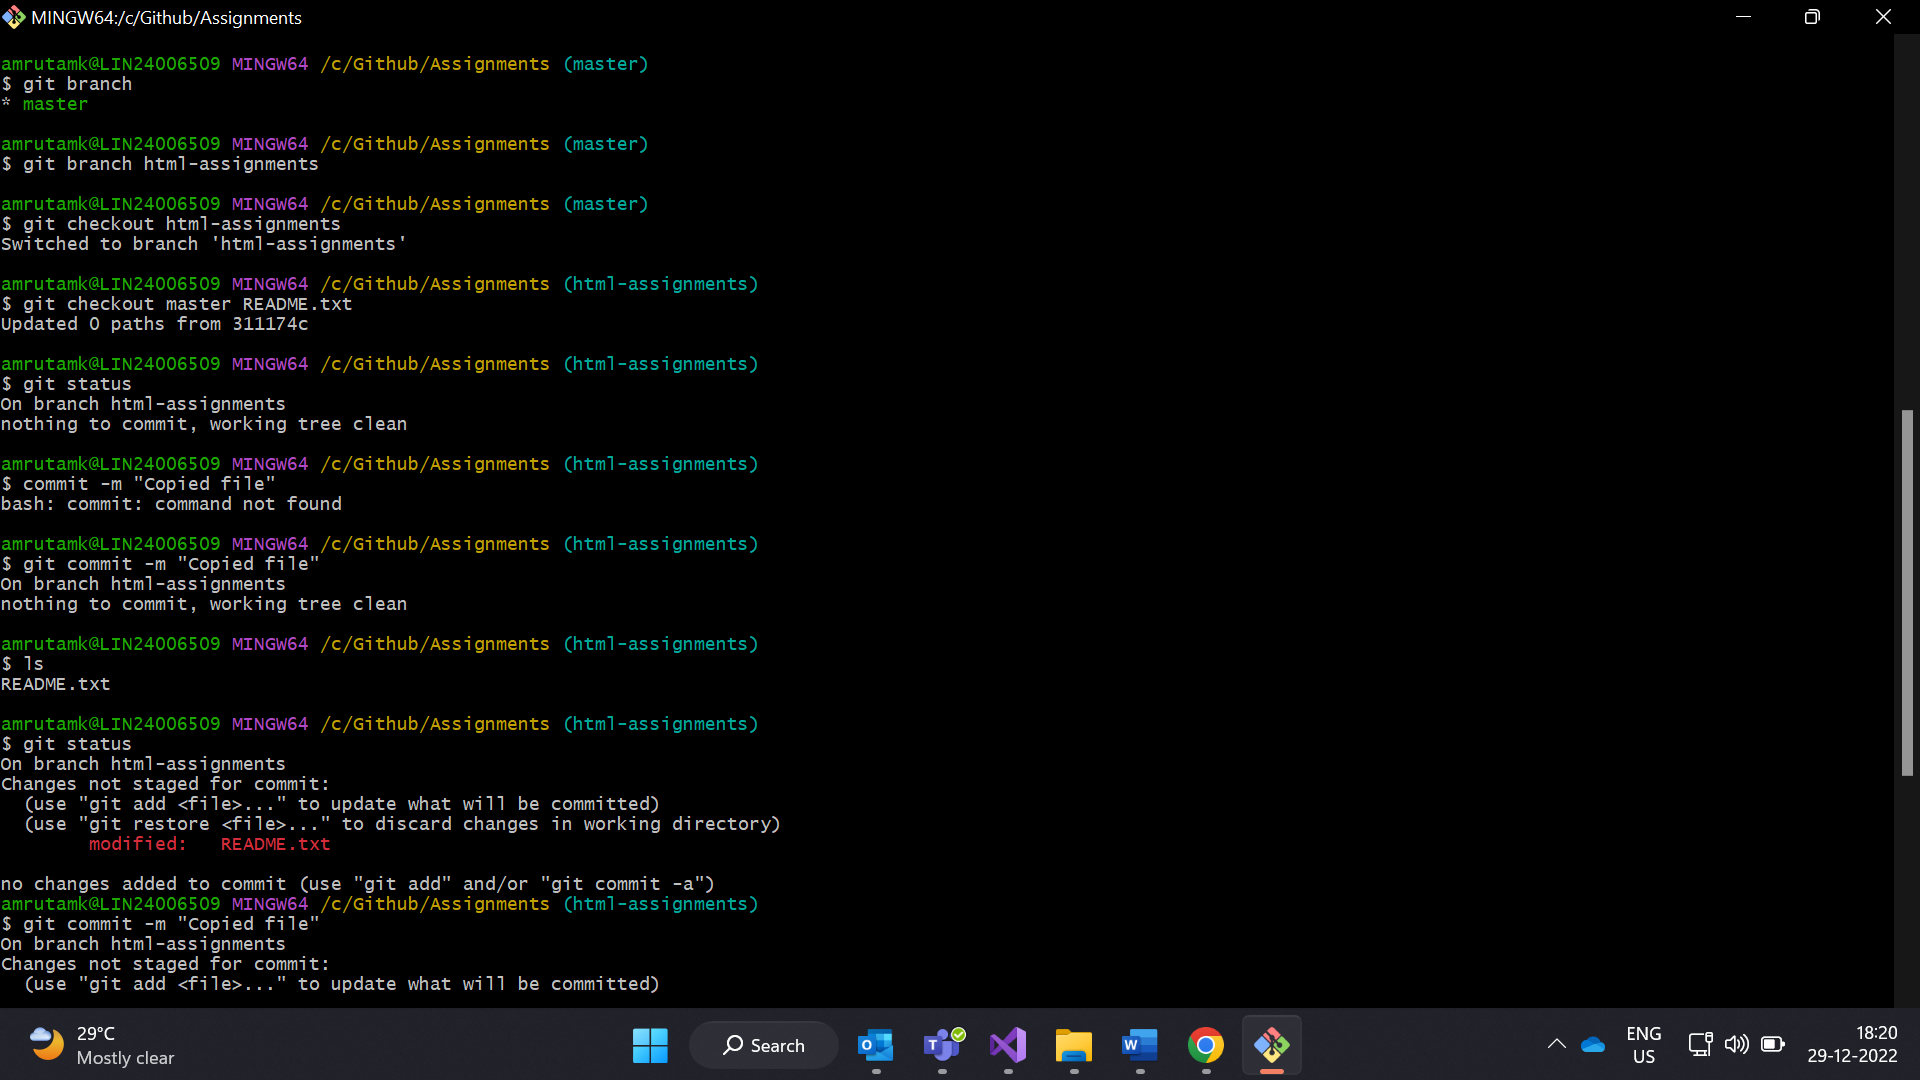 MINGW64:/c/Github/Assignments
amrutamk@LIN24006509 MINGW64 /c/Github/Assignments (master)
$ git branch
* master
amrutamk@LIN24006509 MINGW64 /c/Github/Assignments (master)
$ git branch html-assignments
amrutamk@LIN24006509 MINGW64 /c/Github/Assignments (master)
$ git checkout html-assignments
Switched to branch 'html-assignments'
amrutamk@LIN24006509 MINGW64 /c/Github/Assignments (html-assignments)
$ git checkout master README.txt
Updated 0 paths from 311174c
amrutamk@LIN24006509 MINGW64 /c/Github/Assignments (html-assignments)
$ git status
On branch html-assignments
nothing to commit, working tree clean
amrutamk@LIN24006509 MINGW64 /c/Github/Assignments (html-assignments)
$ commit -m "Copied file"
bash: commit: command not found
amrutamk@LIN24006509 MINGW64 /c/Github/Assignments (html-assignments)
$ git commit -m "Copied file"
On branch html-assignments
nothing to commit, working tree clean
amrutamk@LIN24006509 MINGW64 /c/Github/Assignments (html-assignments)
$ ls
README.txt
amrutamk@LIN24006509 MINGW64 /c/Github/Assignments (html-assignments)
$ git status
On branch html-assignments
Changes not staged for commit:
  (use "git add <file>..." to update what will be committed)
  (use "git restore <file>..." to discard changes in working directory)
        modified:   README.txt
no changes added to commit (use "git add" and/or "git commit -a")
amrutamk@LIN24006509 MINGW64 /c/Github/Assignments (html-assignments)
$ git commit -m "Copied file"
On branch html-assignments
Changes not staged for commit:
  (use "git add <file>..." to update what will be committed)
29°C
Mostly clear
Search
ENG
US
18:20
29-12-2022